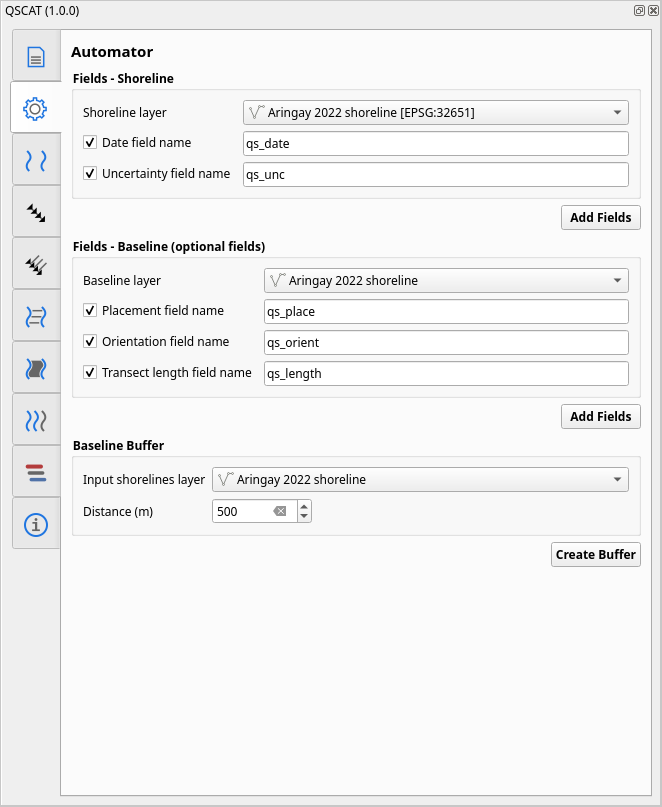 QSCAT (1.0.0)
Automator
Fields - Shoreline
Shoreline layer Aringay 2022 shoreline [EPSG:32651]
Date field name qs_date
Uncertainty field name qs_unc
Add Fields
Fields - Baseline (optional fields)
Baseline layer Aringay 2022 shoreline
Placement field name qs_place
Orientation field name qs_orient
Transect length field name qs_length
Add Fields
Baseline Buffer
Input shorelines layer Aringay 2022 shoreline
Distance (m) 500
Create Buffer